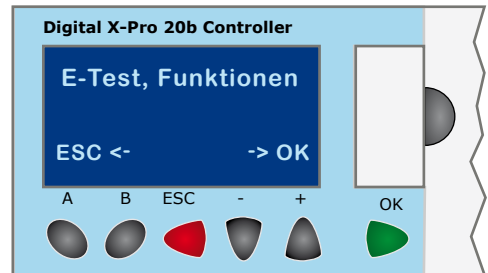 Digital X-Pro 20b Controller
E-Test, Funktionen
ESC <- -> OK
A B ESC - + OK